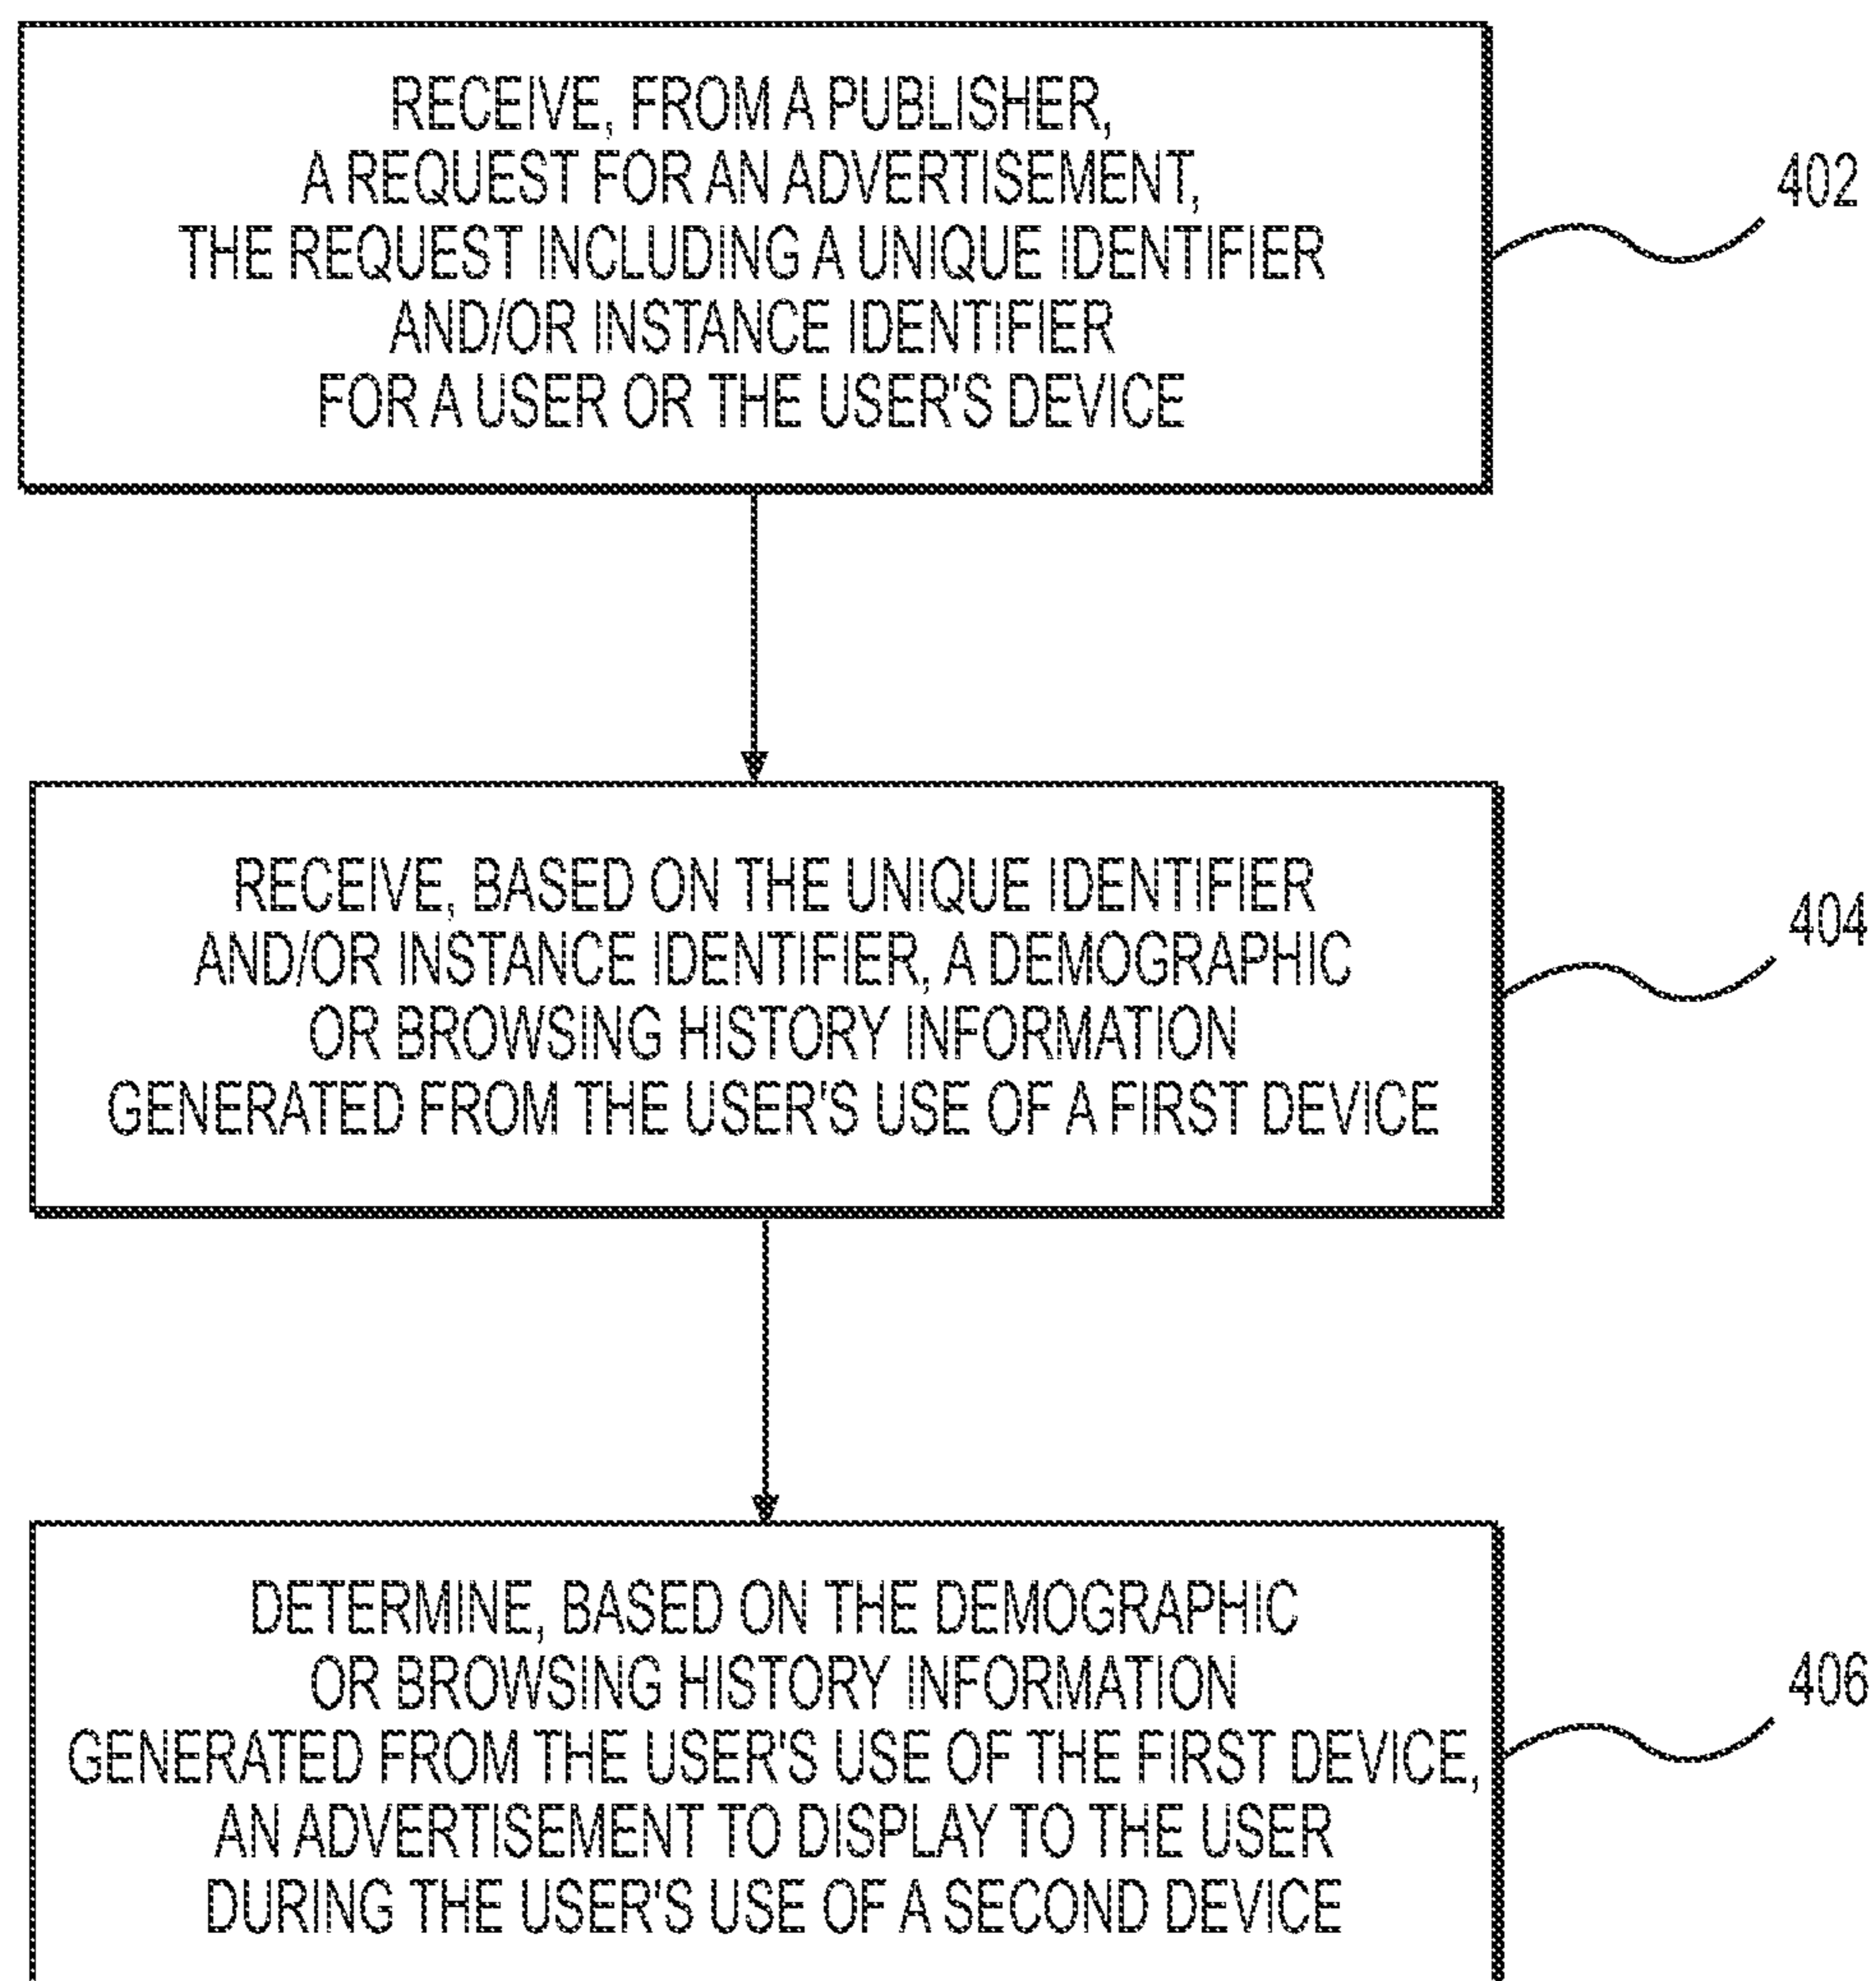 RECEIVE, FROM A PUBLISHER,
A REQUEST FOR AN ADVERTISEMENT,
THE REQUEST INCLUDING A UNIQUE IDENTIFIER
AND/OR INSTANCE IDENTIFIER
FOR A USER OR THE USER'S DEVICE
402
RECEIVE, BASED ON THE UNIQUE IDENTIFIER
AND/OR INSTANCE IDENTIFIER, A DEMOGRAPHIC
OR BROWSING HISTORY INFORMATION
GENERATED FROM THE USER'S USE OF A FIRST DEVICE
404
DETERMINE, BASED ON THE DEMOGRAPHIC
OR BROWSING HISTORY INFORMATION
GENERATED FROM THE USER'S USE OF THE FIRST DEVICE,
AN ADVERTISEMENT TO DISPLAY TO THE USER
DURING THE USER'S USE OF A SECOND DEVICE
406